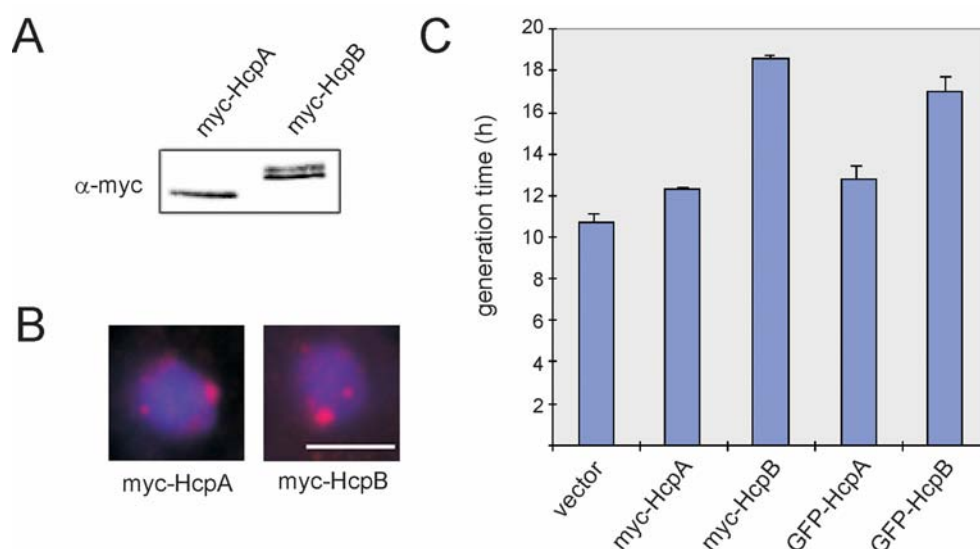 A
myc-HcpA
myc-HcpB
α-myc
B
myc-HcpA
myc-HcpB
C
generation time (h)
20
18
16
14
12
10
8
6
4
2
vector
myc-HcpA
myc-HcpB
GFP-HcpA
GFP-HcpB